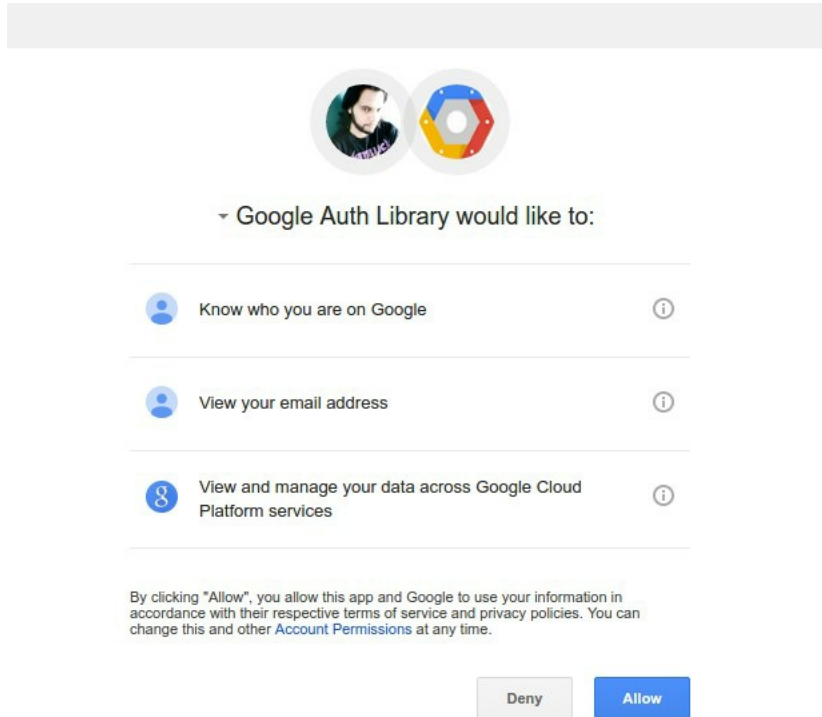 Google Auth Library would like to:
Know who you are on Google
View your email address
View and manage your data across Google Cloud
Platform services
By clicking "Allow", you allow this app and Google to use your information in
accordance with their respective terms of service and privacy policies. You can
change this and other Account Permissions at any time.
Deny
Allow